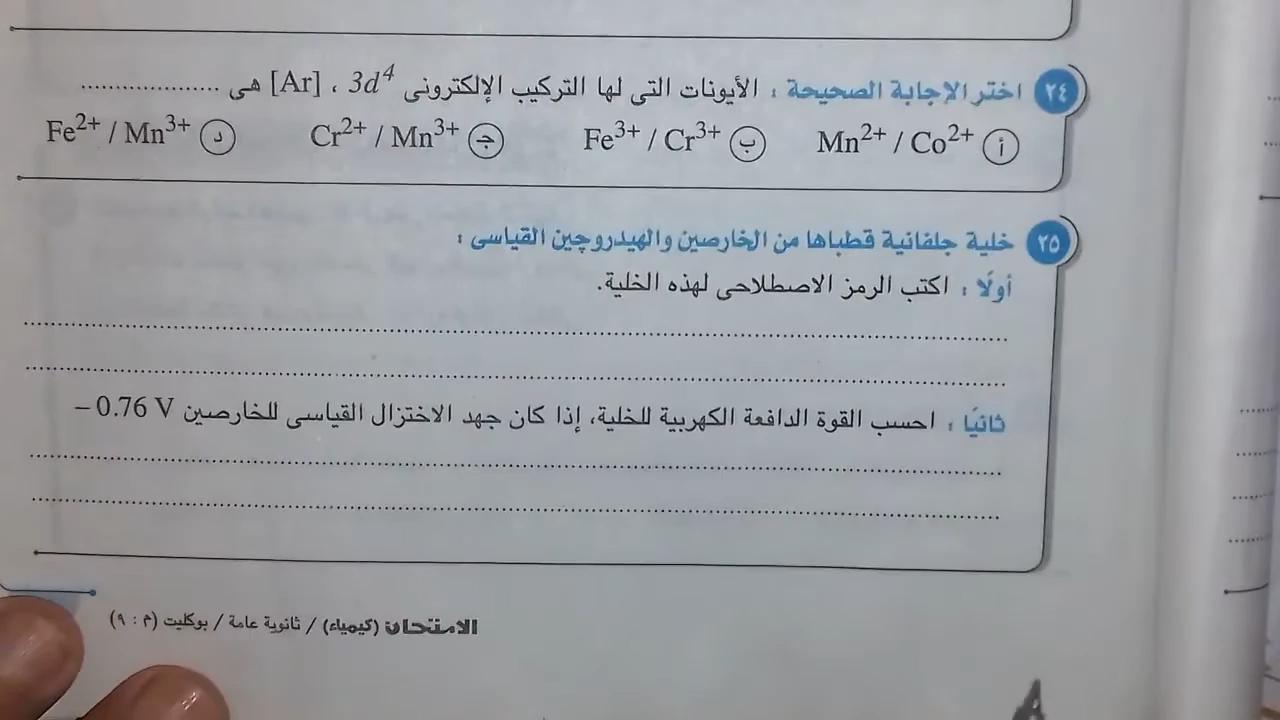 ٢٤ اختر الإجابة الصحيحة : الأيونات التى لها التركيب الإلكترونى [Ar] ، 3d⁴ هى ...................
أ Mn²⁺ / Co²⁺ ب Fe³⁺ / Cr³⁺ ج Cr²⁺ / Mn³⁺ د Fe²⁺ / Mn³⁺
٢٥ خلية جلفانية قطباها من الخارصين والهيدروچين القياسى :
أولًا : اكتب الرمز الاصطلاحى لهذه الخلية.
ثانيًا : احسب القوة الدافعة الكهربية للخلية، إذا كان جهد الاختزال القياسى للخارصين – 0.76 V
الامتحان (كيمياء) / ثانوية عامة / بوكليت (م : ٩)